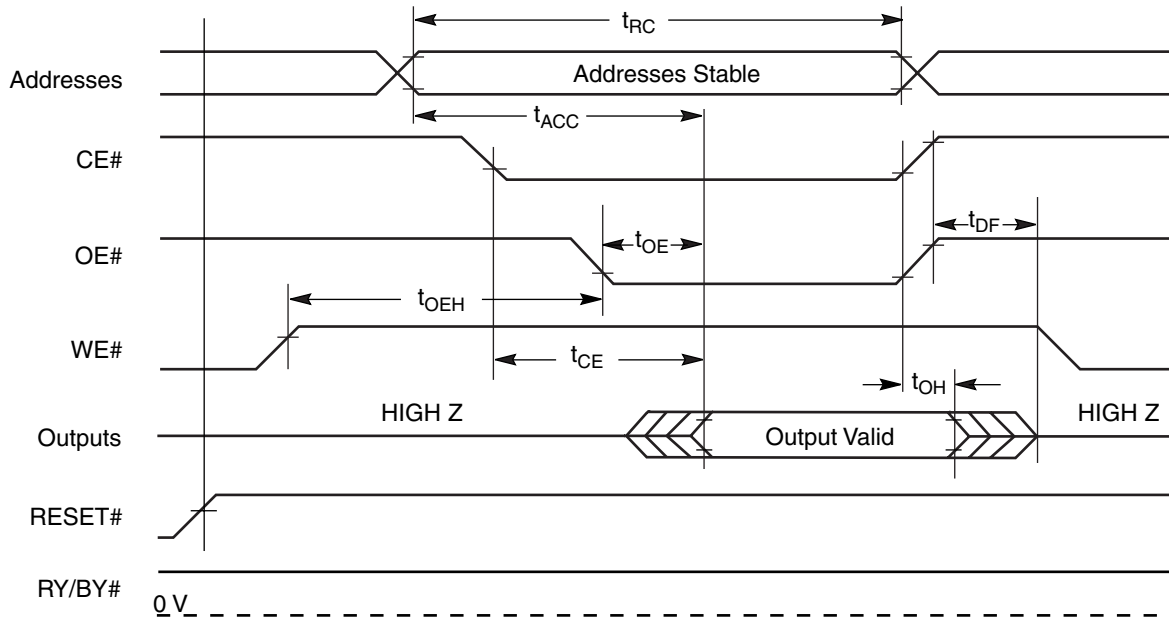 tRC
Addresses
Addresses Stable
tACC
CE#
tDF
OE#
tOE
tOEH
WE#
tCE
tOH
HIGH Z
HIGH Z
Outputs
Output Valid
RESET#
RY/BY#
0 V